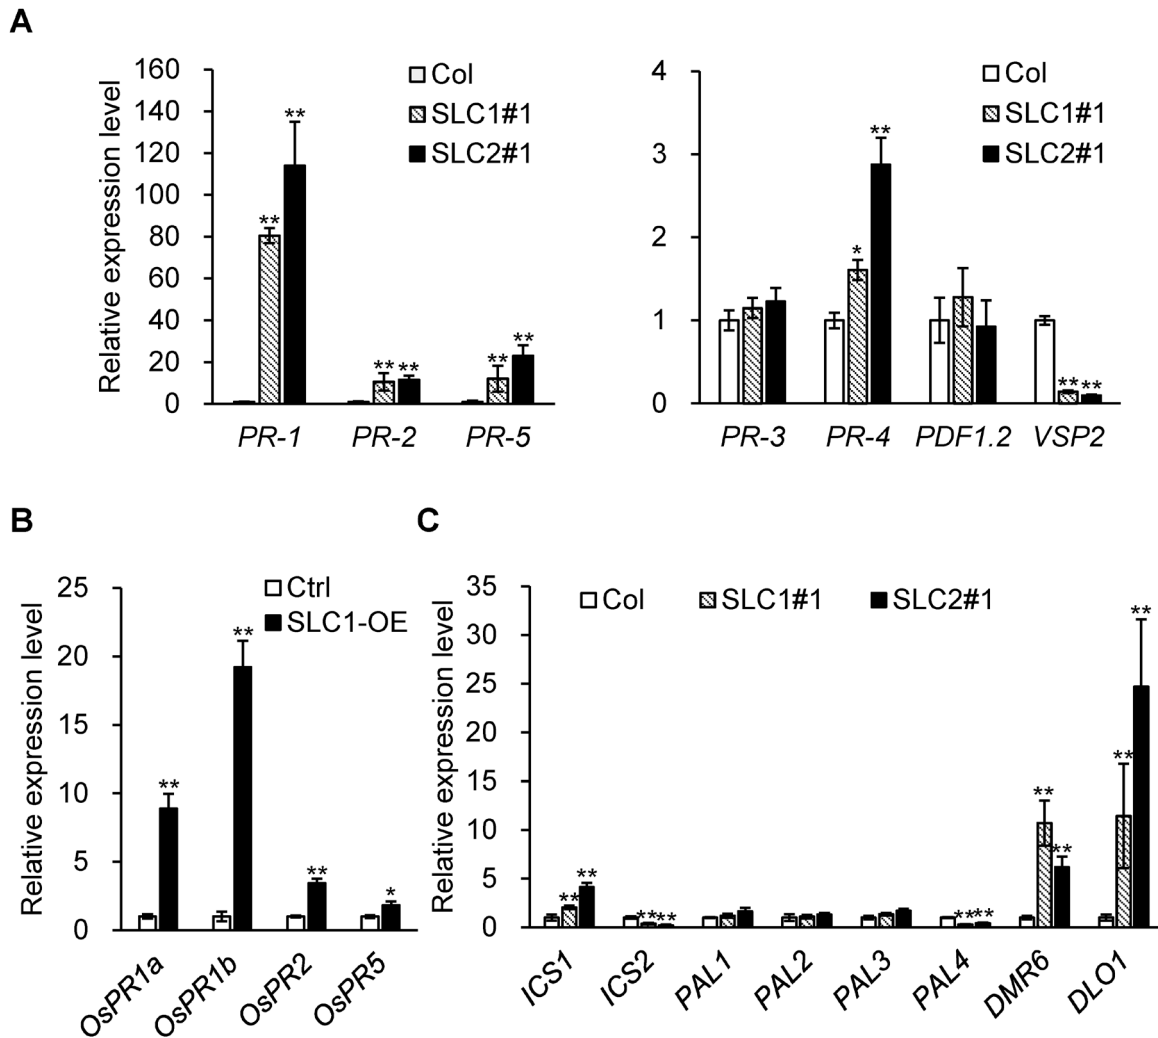 A
160
140
120
100
80
60
40
20
0
Relative expression level
Col
SLC1#1
SLC2#1
**
**
**
**
**
**
PR-1
PR-2
PR-5
4
3
2
1
0
Col
SLC1#1
SLC2#1
*
**
**
**
PR-3
PR-4
PDF1.2
VSP2
B
25
20
15
10
5
0
Relative expression level
Ctrl
SLC1-OE
**
**
**
*
OsPR1a
OsPR1b
OsPR2
OsPR5
C
35
30
25
20
15
10
5
0
Relative expression level
Col
SLC1#1
SLC2#1
**
**
**
**
**
**
**
**
**
**
ICS1
ICS2
PAL1
PAL2
PAL3
PAL4
DMR6
DLO1